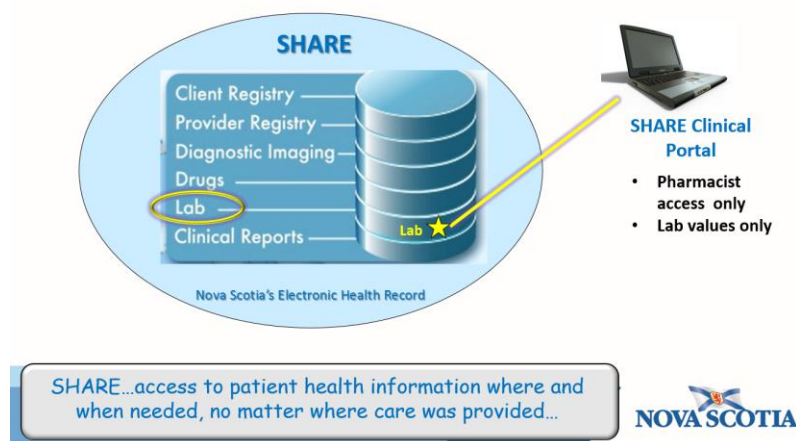 SHARE
Client Registry
Provider Registry
Diagnostic Imaging
Drugs
Lab
Clinical Reports
Lab
Nova Scotia's Electronic Health Record
SHARE Clinical
Portal
• Pharmacist
access only
• Lab values only
SHARE...access to patient health information where and
when needed, no matter where care was provided...
NOVA SCOTIA